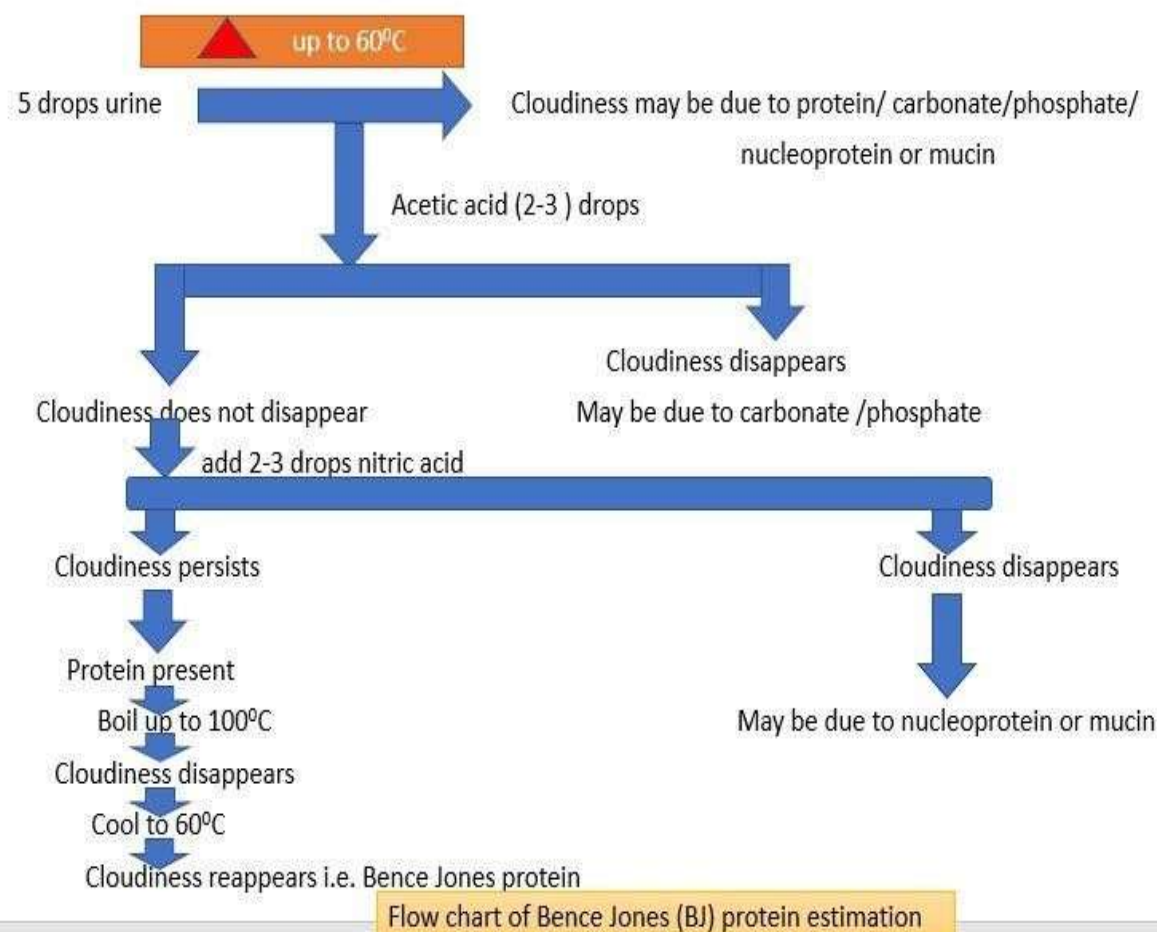 up to 60⁰C
5 drops urine
Cloudiness may be due to protein/ carbonate/phosphate/
nucleoprotein or mucin
Acetic acid (2-3 ) drops
Cloudiness disappears
May be due to carbonate /phosphate
Cloudiness does not disappear
add 2-3 drops nitric acid
Cloudiness persists
Cloudiness disappears
Protein present
Boil up to 100⁰C
May be due to nucleoprotein or mucin
Cloudiness disappears
Cool to 60⁰C
Cloudiness reappears i.e. Bence Jones protein
Flow chart of Bence Jones (BJ) protein estimation